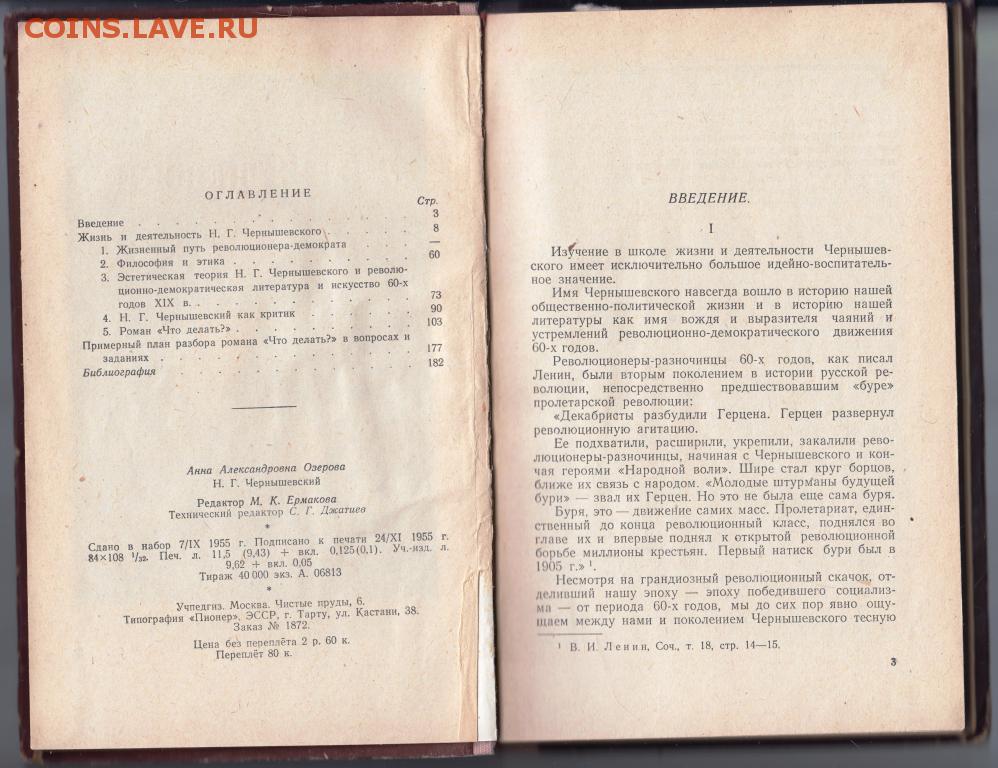 COINS.LAVE.RU
ОГЛАВЛЕНИЕ
Стр.
Введение . . . . . . . . . . 3
Жизнь и деятельность Н. Г. Чернышевского . . . . 8
1. Жизненный путь революционера-демократа . . . —
2. Философия и этика . . . . . . . . . . 60
3. Эстетическая теория Н. Г. Чернышевского и револю-
ционно-демократическая литература и искусство 60-х
годов XIX в. . . . . . . . . . 73
4. Н. Г. Чернышевский как критик . . . . . . 90
5. Роман «Что делать?» . . . . . . . . 103
Примерный план разбора романа «Что делать?» в вопросах и
заданиях . . . . . . . . . . 177
Библиография . . . . . . . . . . 182
Анна Александровна Озерова
Н. Г. Чернышевский
Редактор М. К. Ермакова
Технический редактор С. Г. Джатиев
*
Сдано в набор 7/IX 1955 г. Подписано к печати 24/XI 1955 г.
84×108 1/32. Печ. л. 11,5 (9,43) + вкл. 0,125(0,1). Уч.-изд. л.
9,62 + вкл. 0,05
Тираж 40 000 экз. А. 06813
*
Учпедгиз. Москва. Чистые пруды, 6.
Типография «Пионер», ЭССР, г. Тарту, ул. Кастани, 38.
Заказ № 1872.
Цена без переплёта 2 р. 60 к.
Переплёт 80 к.
ВВЕДЕНИЕ.
I
Изучение в школе жизни и деятельности Чернышев-
ского имеет исключительно большое идейно-воспитатель-
ное значение.
Имя Чернышевского навсегда вошло в историю нашей
общественно-политической жизни и в историю нашей
литературы как имя вождя и выразителя чаяний и
устремлений революционно-демократического движения
60-х годов.
Революционеры-разночинцы 60-х годов, как писал
Ленин, были вторым поколением в истории русской ре-
волюции, непосредственно предшествовавшим «буре»
пролетарской революции:
«Декабристы разбудили Герцена. Герцен развернул
революционную агитацию.
Ее подхватили, расширили, укрепили, закалили рево-
люционеры-разночинцы, начиная с Чернышевского и кон-
чая героями «Народной воли». Шире стал круг борцов,
ближе их связь с народом. «Молодые штурманы будущей
бури» — звал их Герцен. Но это не была еще сама буря.
Буря, это — движение самих масс. Пролетариат, един-
ственный до конца революционный класс, поднялся во
главе их и впервые поднял к открытой революционной
борьбе миллионы крестьян. Первый натиск бури был в
1905 г.» ¹.
Несмотря на грандиозный революционный скачок, от-
деливший нашу эпоху — эпоху победившего социализ-
ма — от периода 60-х годов, мы до сих пор явно ощу-
щаем между нами и поколением Чернышевского тесную
¹ В. И. Ленин, Соч., т. 18, стр. 14—15.
3